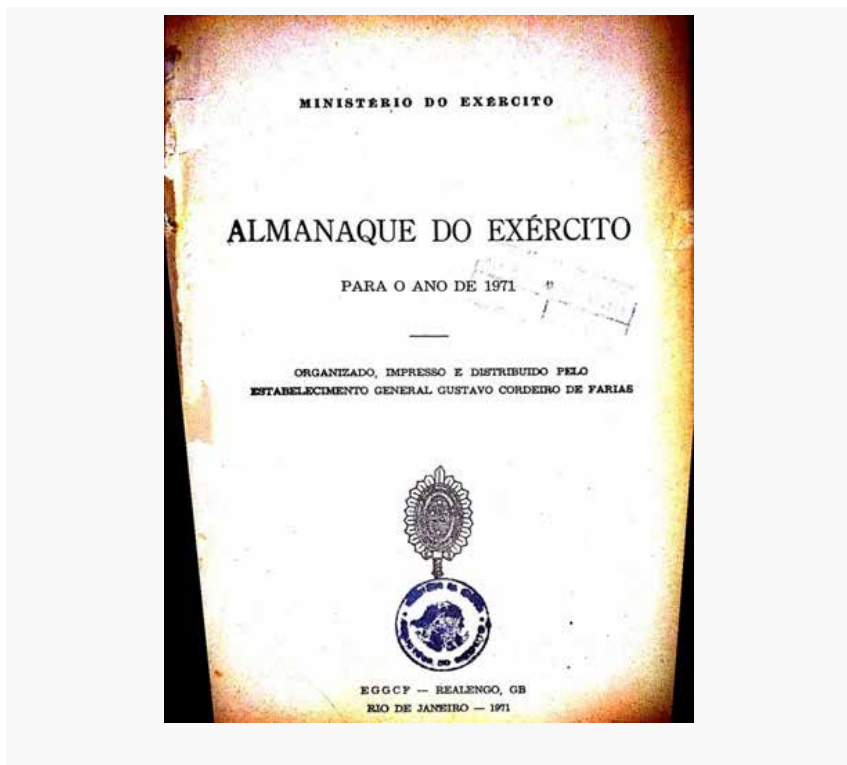 MINISTÉRIO DO EXÉRCITO
ALMANAQUE DO EXÉRCITO
PARA O ANO DE 1971
ORGANIZADO, IMPRESSO E DISTRIBUIDO PELO
ESTABELECIMENTO GENERAL GUSTAVO CORDEIRO DE FARIAS
EGGCF — REALENGO, GB
RIO DE JANEIRO — 1971